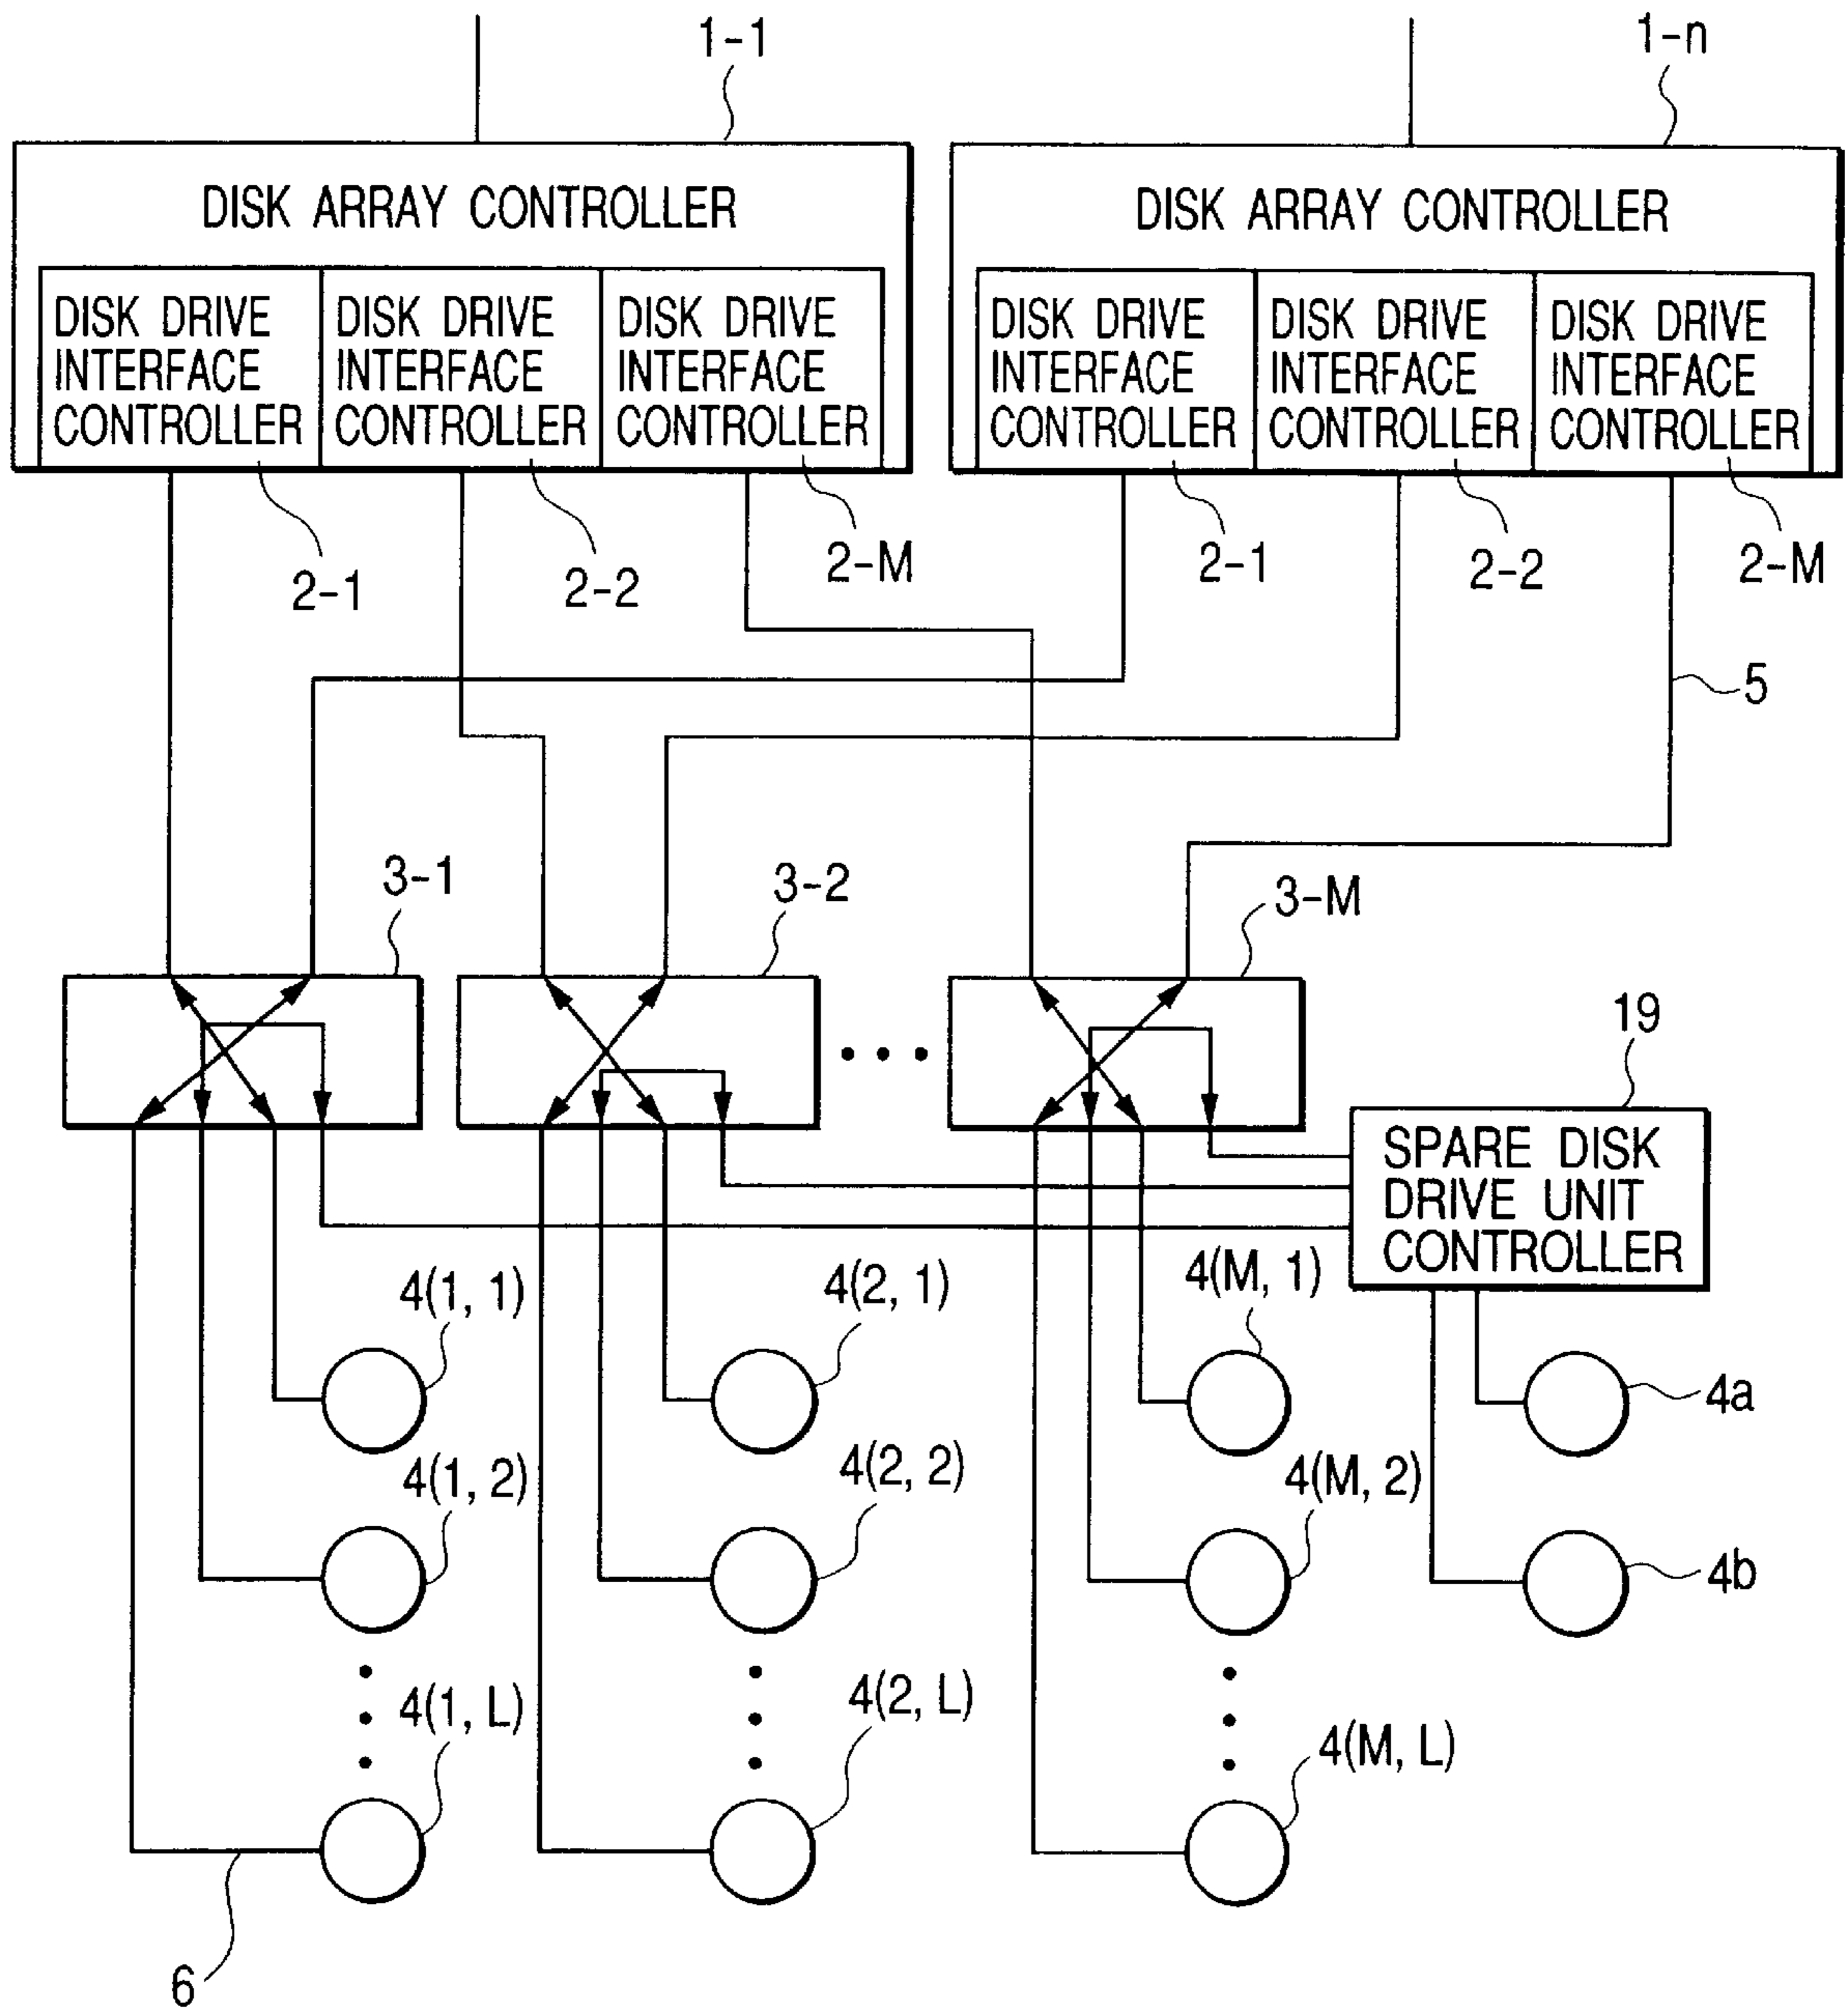 1-1
1-n
DISK ARRAY CONTROLLER
DISK ARRAY CONTROLLER
DISK DRIVE
INTERFACE
CONTROLLER
DISK DRIVE
INTERFACE
CONTROLLER
DISK DRIVE
INTERFACE
CONTROLLER
DISK DRIVE
INTERFACE
CONTROLLER
DISK DRIVE
INTERFACE
CONTROLLER
DISK DRIVE
INTERFACE
CONTROLLER
2-1
2-2
2-M
2-1
2-2
2-M
5
3-1
3-2
3-M
19
SPARE DISK
DRIVE UNIT
CONTROLLER
4(1, 1)
4(2, 1)
4(M, 1)
4a
4(1, 2)
4(2, 2)
4(M, 2)
4b
4(1, L)
4(2, L)
4(M, L)
6